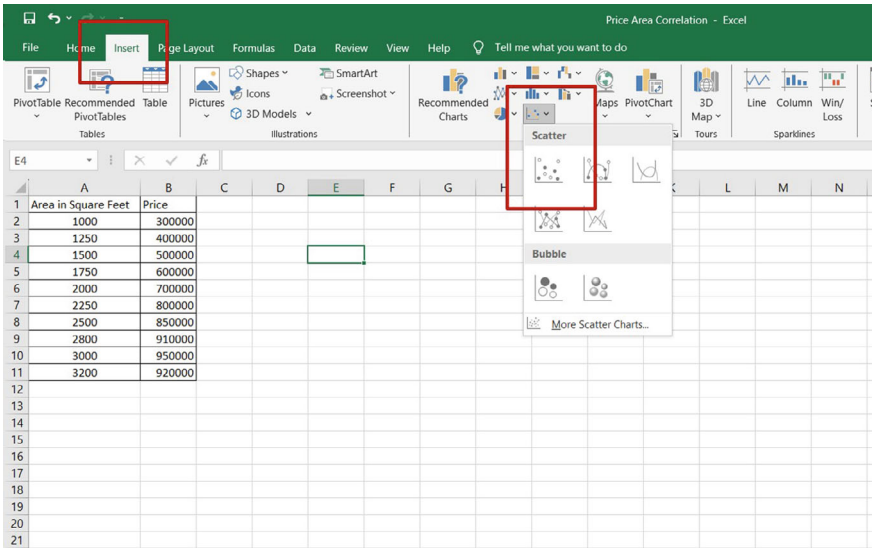 Price Area Correlation - Excel
File Home Insert Page Layout Formulas Data Review View Help Tell me what you want to do
PivotTable Recommended PivotTables Table
Tables
Pictures Shapes Icons 3D Models SmartArt Screenshot
Illustrations
Recommended Charts Maps PivotChart
3D Map
Tours
Line Column Win/Loss
Sparklines
E4 fx
Scatter
Bubble
More Scatter Charts...
A B C D E F G H K L M N
1 Area in Square Feet Price
2 1000 300000
3 1250 400000
4 1500 500000
5 1750 600000
6 2000 700000
7 2250 800000
8 2500 850000
9 2800 910000
10 3000 950000
11 3200 920000
12
13
14
15
16
17
18
19
20
21